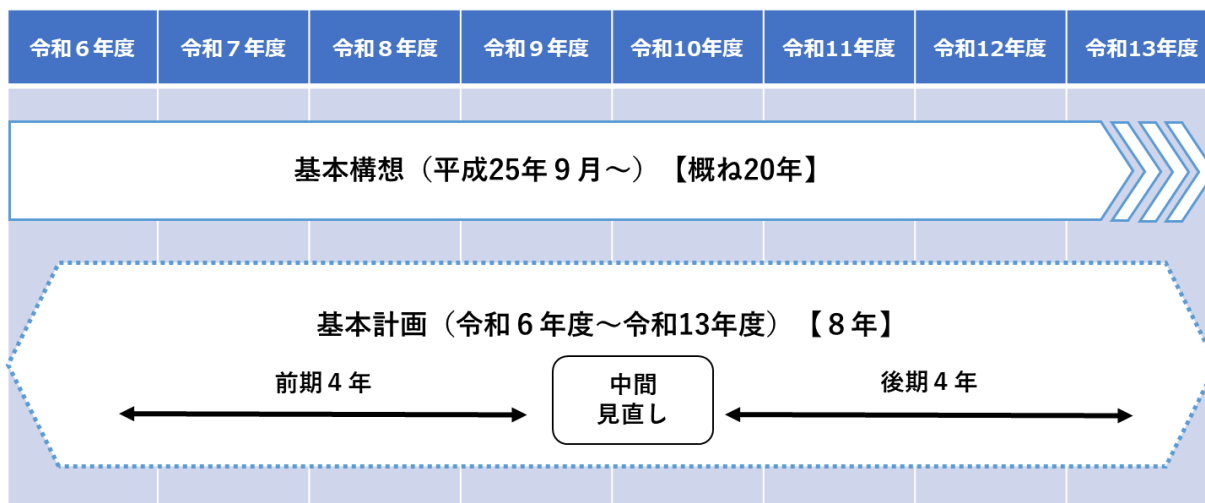 令和６年度 令和７年度 令和８年度 令和９年度 令和10年度 令和11年度 令和12年度 令和13年度
基本構想（平成25年９月～）【概ね20年】
基本計画（令和６年度～令和13年度）【８年】
前期４年
中間
見直し
後期４年